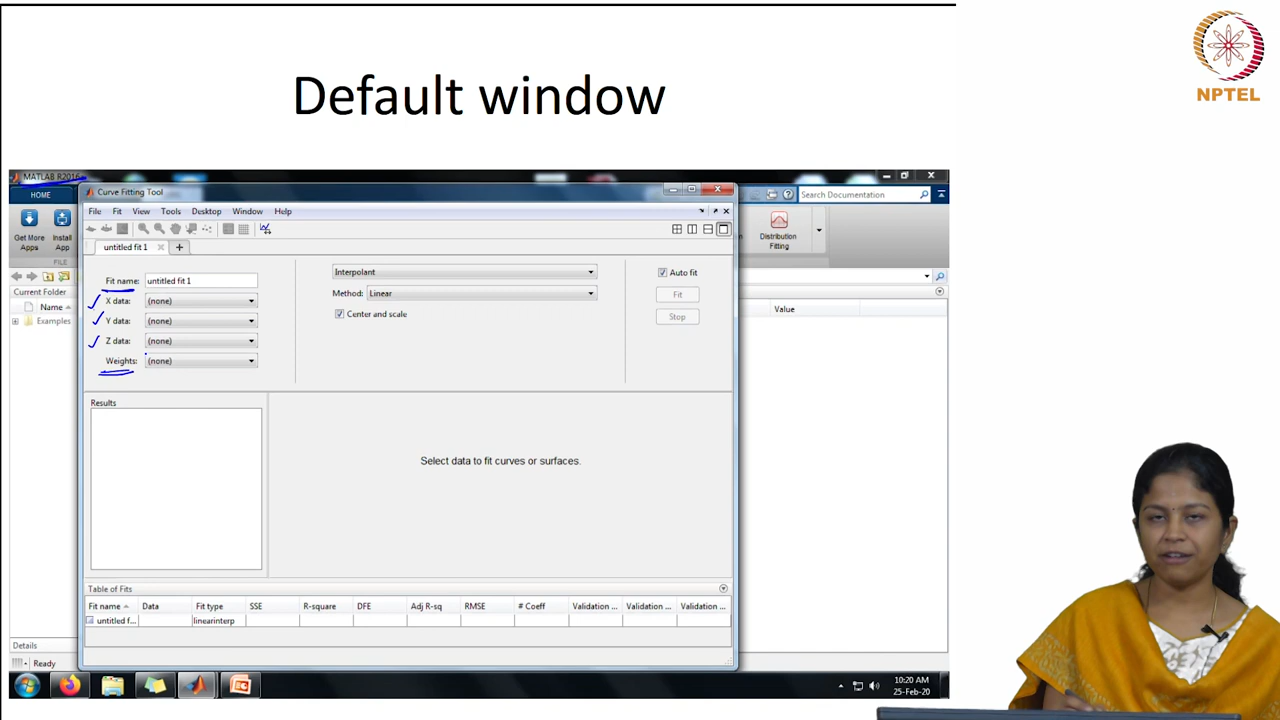 Default window
NPTEL
MATLAB R2016
HOME
Search Documentation
Curve Fitting Tool
File Fit View Tools Desktop Window Help
Get More Apps
Install App
Distribution Fitting
FILE
untitled fit 1
Current Folder
Name
Examples
Value
Fit name: untitled fit 1
X data: (none)
Y data: (none)
Z data: (none)
Weights: (none)
Interpolant
Method: Linear
Center and scale
Auto fit
Fit
Stop
Results
Select data to fit curves or surfaces.
Table of Fits
Fit name Data Fit type SSE R-square DFE Adj R-sq RMSE # Coeff Validation ... Validation ... Validation ...
untitled f... linearinterp
Details
Ready
10:20 AM
25-Feb-20